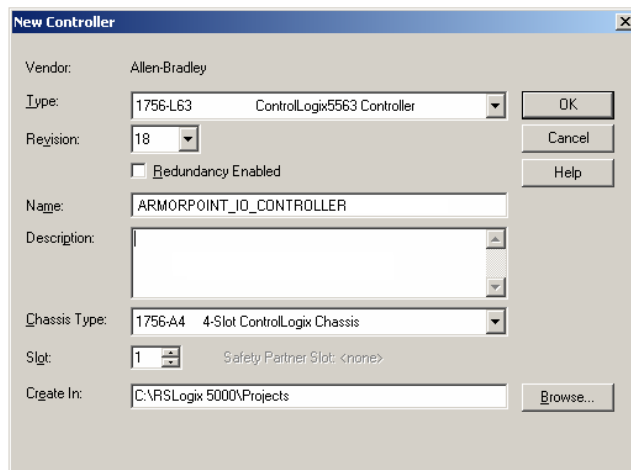 New Controller
Vendor: Allen-Bradley
Type: 1756-L63 ControlLogix5563 Controller OK
Revision: 18 Cancel
Redundancy Enabled Help
Name: ARMORPOINT_IO_CONTROLLER
Description:
Chassis Type: 1756-A4 4-Slot ControlLogix Chassis
Slot: 1 Safety Partner Slot: <none>
Create In: C:\RSLogix 5000\Projects Browse...